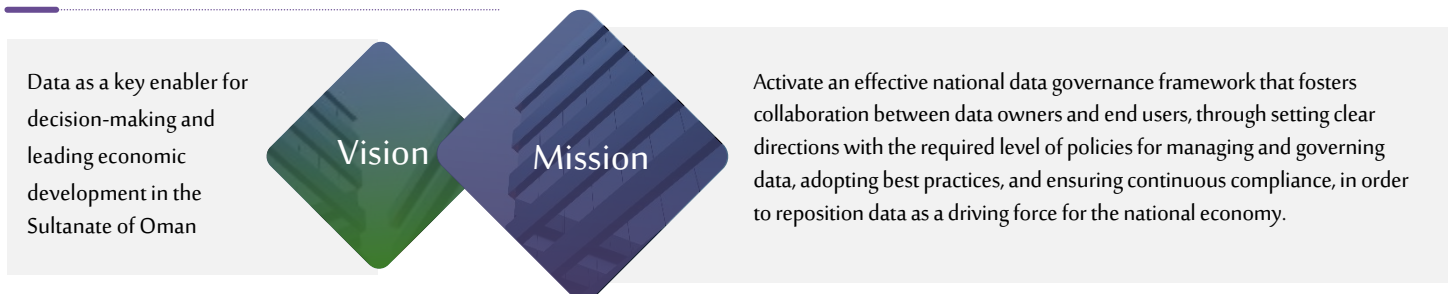 Data as a key enabler for
decision-making and
leading economic
development in the
Sultanate of Oman
Vision
Mission
Activate an effective national data governance framework that fosters
collaboration between data owners and end users, through setting clear
directions with the required level of policies for managing and governing
data, adopting best practices, and ensuring continuous compliance, in order
to reposition data as a driving force for the national economy.